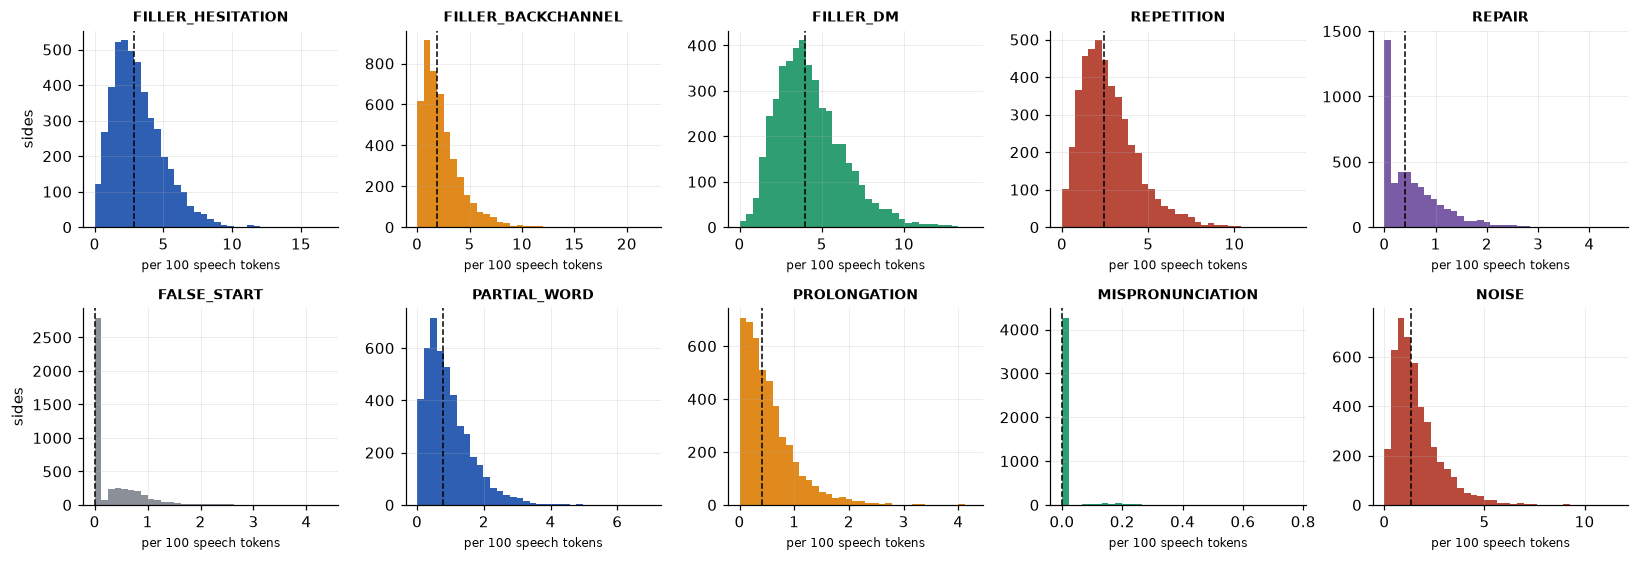 FILLER_HESITATION
FILLER_BACKCHANNEL
FILLER_DM
REPETITION
REPAIR
sides
500
400
300
200
100
0
0 5 10 15
per 100 speech tokens
800
600
400
200
0
0 5 10 15 20
per 100 speech tokens
400
300
200
100
0
0 5 10
per 100 speech tokens
500
400
300
200
100
0
0 5 10
per 100 speech tokens
1500
1000
500
0
0 1 2 3 4
per 100 speech tokens
FALSE_START
PARTIAL_WORD
PROLONGATION
MISPRONUNCIATION
NOISE
sides
2500
2000
1500
1000
500
0
0 1 2 3 4
per 100 speech tokens
600
400
200
0
0 2 4 6
per 100 speech tokens
600
400
200
0
0 1 2 3 4
per 100 speech tokens
4000
3000
2000
1000
0
0.0 0.2 0.4 0.6 0.8
per 100 speech tokens
600
400
200
0
0 5 10
per 100 speech tokens